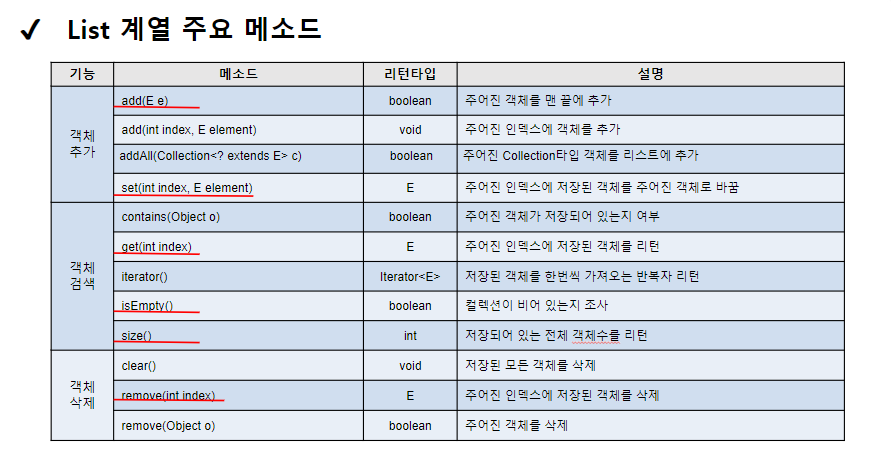 ✓ List 계열 주요 메소드
기능 메소드 리턴타입 설명
객체 추가
add(E e) boolean 주어진 객체를 맨 끝에 추가
add(int index, E element) void 주어진 인덱스에 객체를 추가
addAll(Collection<? extends E> c) boolean 주어진 Collection타입 객체를 리스트에 추가
set(int index, E element) E 주어진 인덱스에 저장된 객체를 주어진 객체로 바꿈
객체 검색
contains(Object o) boolean 주어진 객체가 저장되어 있는지 여부
get(int index) E 주어진 인덱스에 저장된 객체를 리턴
iterator() Iterator<E> 저장된 객체를 한번씩 가져오는 반복자 리턴
isEmpty() boolean 컬렉션이 비어 있는지 조사
size() int 저장되어 있는 전체 객체수를 리턴
객체 삭제
clear() void 저장된 모든 객체를 삭제
remove(int index) E 주어진 인덱스에 저장된 객체를 삭제
remove(Object o) boolean 주어진 객체를 삭제